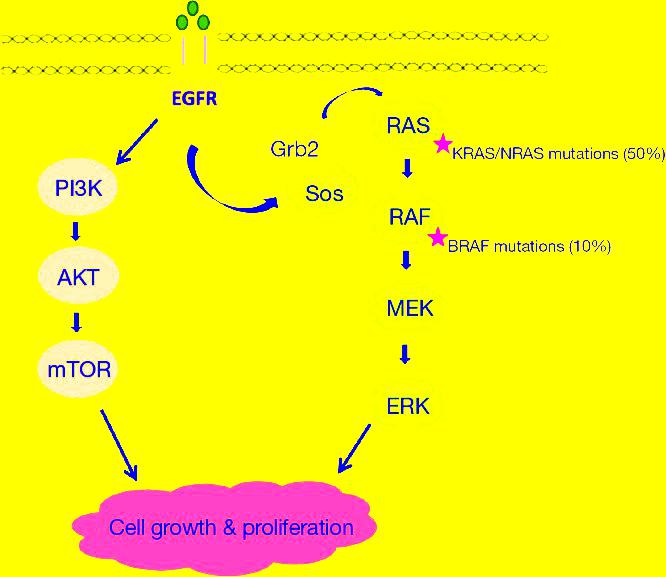 EGFR
Grb2
Sos
RAS
KRAS/NRAS mutations (50%)
PI3K
RAF
BRAF mutations (10%)
AKT
MEK
mTOR
ERK
Cell growth & proliferation